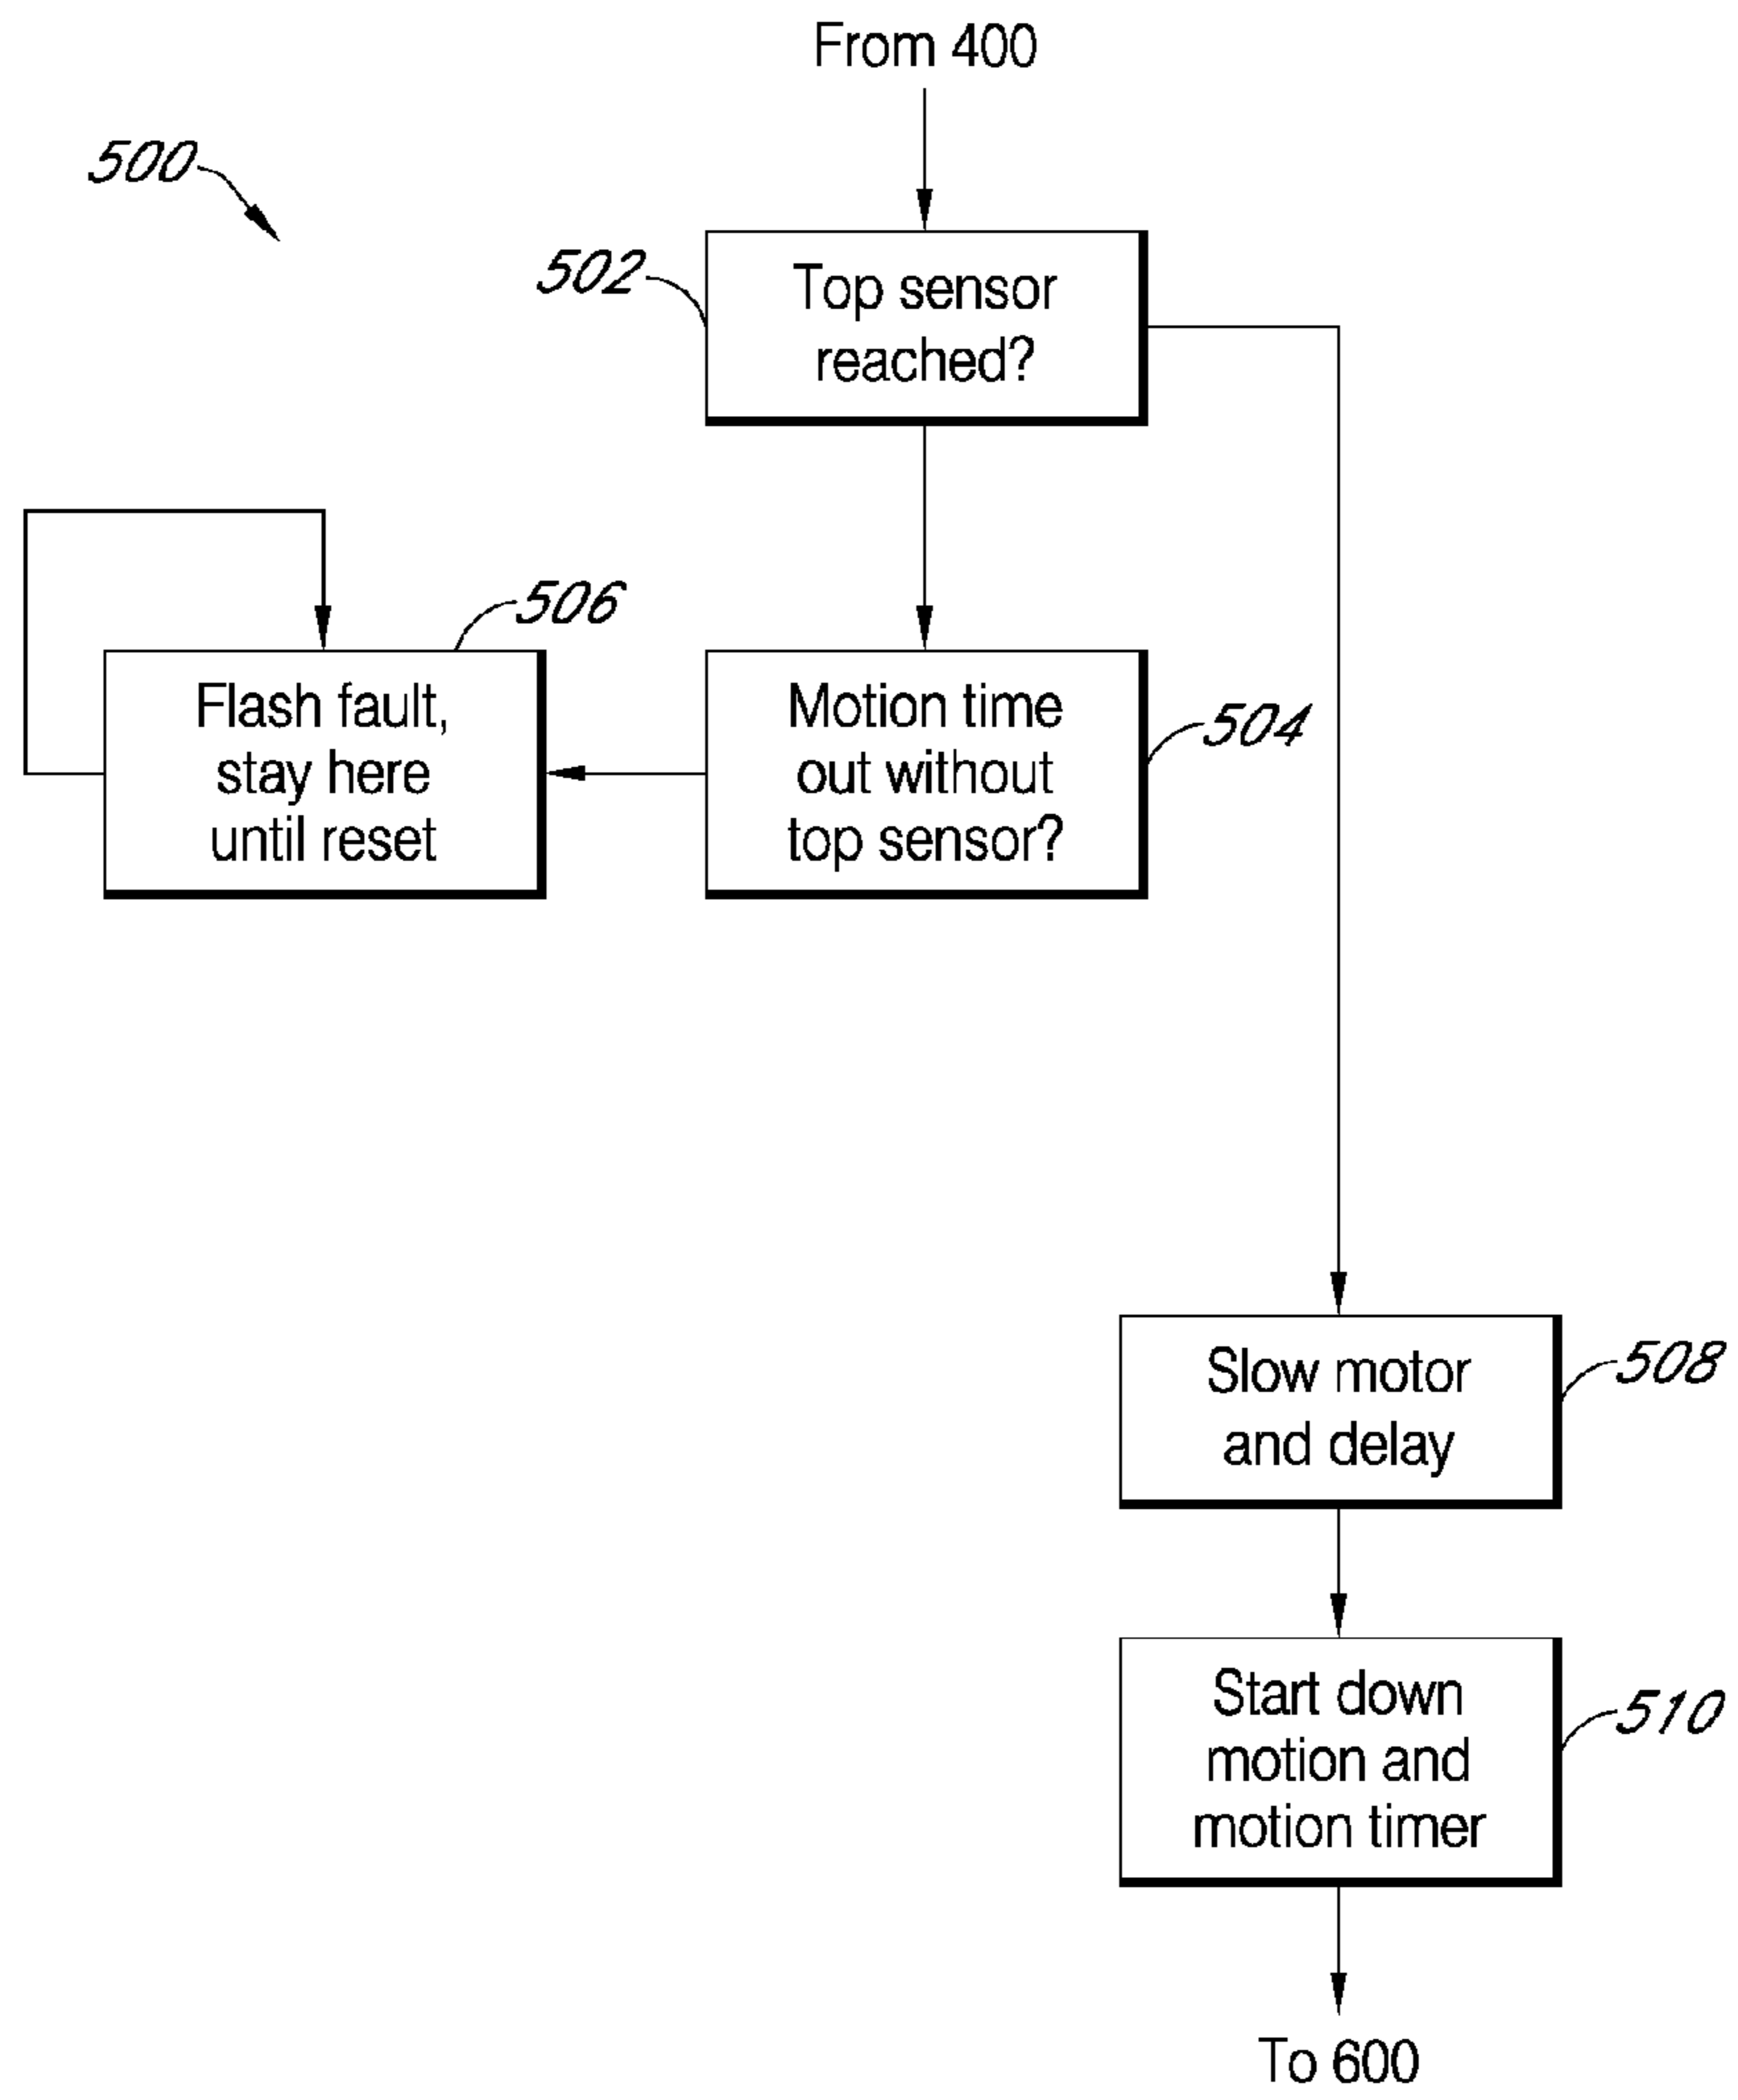 From 400
500
502
Top sensor
reached?
506
Flash fault,
stay here
until reset
Motion time
out without
top sensor?
504
Slow motor
and delay
508
Start down
motion and
motion timer
510
To 600